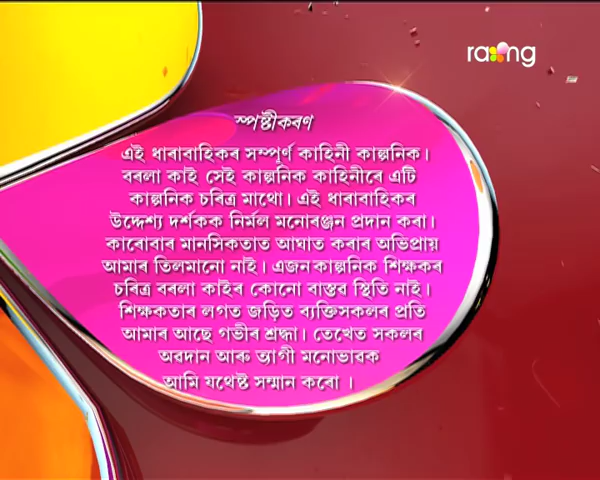 rang
স্পষ্টীকৰণ
এই ধাৰাবাহিকৰ সম্পূৰ্ণ কাহিনী কাল্পনিক।
বৰলা কাই সেই কাল্পনিক কাহিনীৰে এটি
কাল্পনিক চৰিত্ৰ মাথো। এই ধাৰাবাহিকৰ
উদ্দেশ্য দৰ্শকক নিৰ্মল মনোৰঞ্জন প্ৰদান কৰা।
কাৰোবাৰ মানসিকতাত আঘাত কৰাৰ অভিপ্ৰায়
আমাৰ তিলমানো নাই। এজন কাল্পনিক শিক্ষকৰ
চৰিত্ৰ বৰলা কাইৰ কোনো বাস্তৱ স্থিতি নাই।
শিক্ষকতাৰ লগত জড়িত ব্যক্তিসকলৰ প্ৰতি
আমাৰ আছে গভীৰ শ্ৰদ্ধা। তেখেত সকলৰ
অৱদান আৰু ত্যাগী মনোভাবক
আমি যথেষ্ট সন্মান কৰো ।